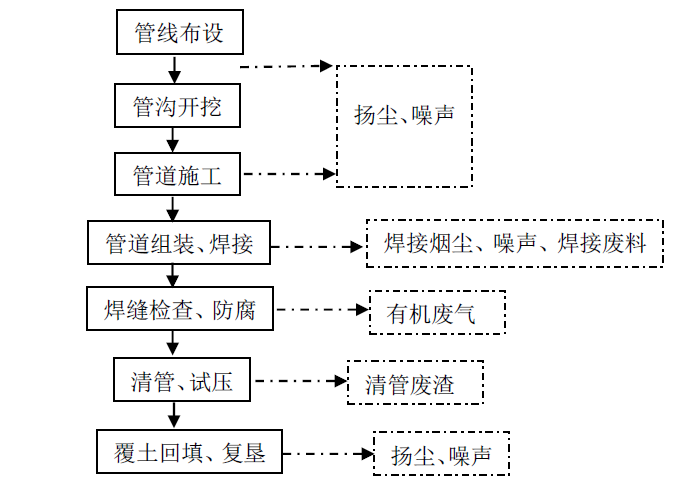 管线布设
管沟开挖
扬尘、噪声
管道施工
管道组装、焊接
焊接烟尘、噪声、焊接废料
焊缝检查、防腐
有机废气
清管、试压
清管废渣
覆土回填、复垦
扬尘、噪声